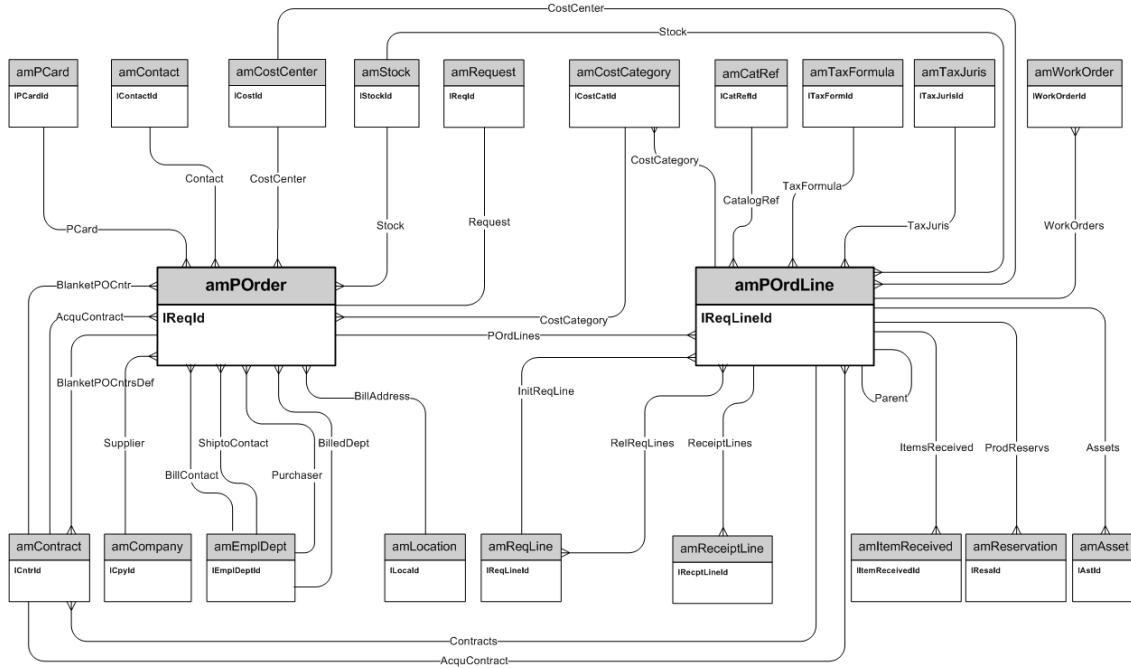 CostCenter
Stock
amPCard
lPCardId
amContact
lContactId
amCostCenter
lCostId
amStock
lStockId
amRequest
lReqId
amCostCategory
lCostCatId
amCatRef
lCatRefId
amTaxFormula
lTaxFormId
amTaxJuris
lTaxJurisId
amWorkOrder
lWorkOrderId
CostCategory
Contact
CostCenter
TaxFormula
CatalogRef
PCard
Stock
Request
TaxJuris
WorkOrders
BlanketPOCntr
amPOrder
lReqId
amPOrdLine
lReqLineId
AcquContract
CostCategory
POrdLines
BlanketPOCntrsDef
InitReqLine
BillAddress
Parent
Supplier
ShiptoContact
BilledDept
RelReqLines
ReceiptLines
ItemsReceived
ProdReservs
Assets
BillContact
Purchaser
amContract
lCntrId
amCompany
lCpyId
amEmplDept
lEmplDeptId
amLocation
lLocaId
amReqLine
lReqLineId
amReceiptLine
lRecptLineId
amItemReceived
lItemReceivedId
amReservation
lResaId
amAsset
lAstId
Contracts
AcquContract